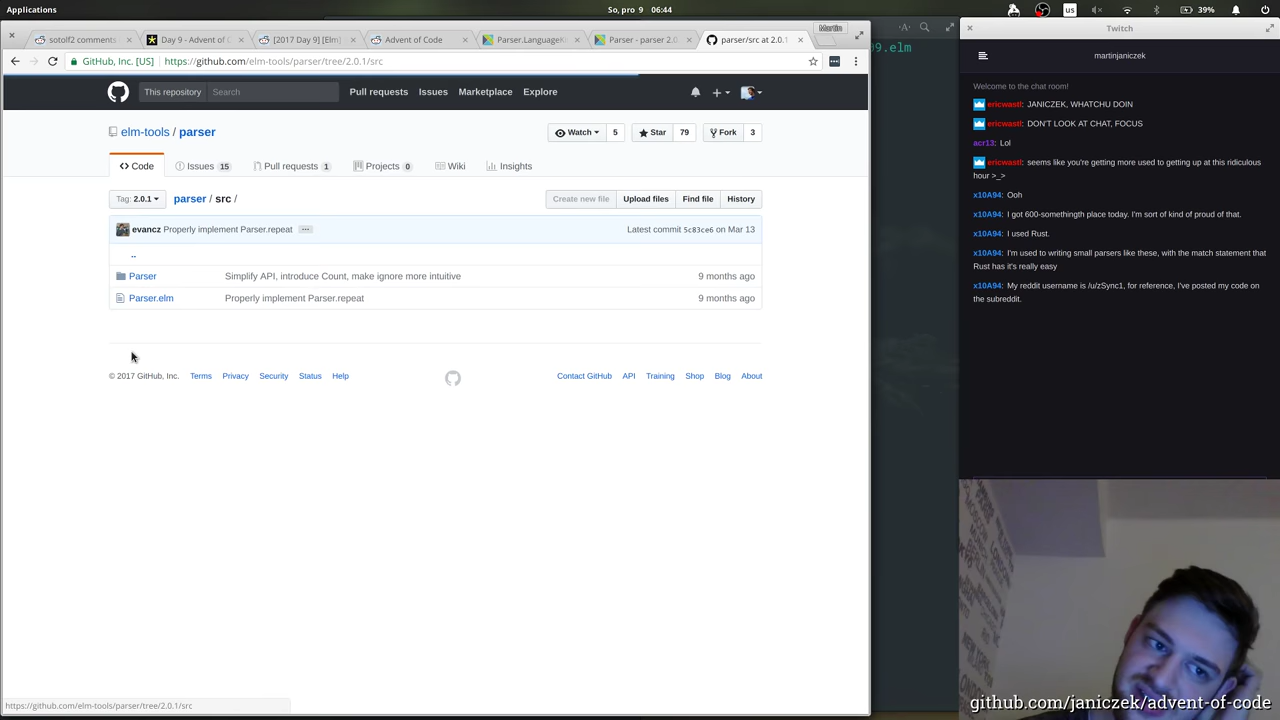 Applications
So, pro 9 06:44
us
39%
Martin
sotolf2 comment
Day 9 - Advent of C
[2017 Day 9] [Elm]
Advent of Code
Parser.Language
Parser - parser 2.0.
parser/src at 2.0.1
GitHub, Inc. [US]
https://github.com/elm-tools/parser/tree/2.0.1/src
09.elm
Twitch
martinjaniczek
This repository
Search
Pull requests
Issues
Marketplace
Explore
elm-tools / parser
Watch 5
Star 79
Fork 3
Code
Issues 15
Pull requests 1
Projects 0
Wiki
Insights
Tag: 2.0.1
parser / src /
Create new file
Upload files
Find file
History
evancz Properly implement Parser.repeat ...
Latest commit 5c83ce6 on Mar 13
..
Parser Simplify API, introduce Count, make ignore more intuitive 9 months ago
Parser.elm Properly implement Parser.repeat 9 months ago
© 2017 GitHub, Inc. Terms Privacy Security Status Help
Contact GitHub API Training Shop Blog About
https://github.com/elm-tools/parser/tree/2.0.1/src
Welcome to the chat room!
ericwastl: JANICZEK, WHATCHU DOIN
ericwastl: DON'T LOOK AT CHAT, FOCUS
acr13: Lol
ericwastl: seems like you're getting more used to getting up at this ridiculous
hour >_>
x10A94: Ooh
x10A94: I got 600-somethingth place today. I'm sort of kind of proud of that.
x10A94: I used Rust.
x10A94: I'm used to writing small parsers like these, with the match statement that
Rust has it's really easy
x10A94: My reddit username is /u/zSync1, for reference, I've posted my code on
the subreddit.
github.com/janiczek/advent-of-code